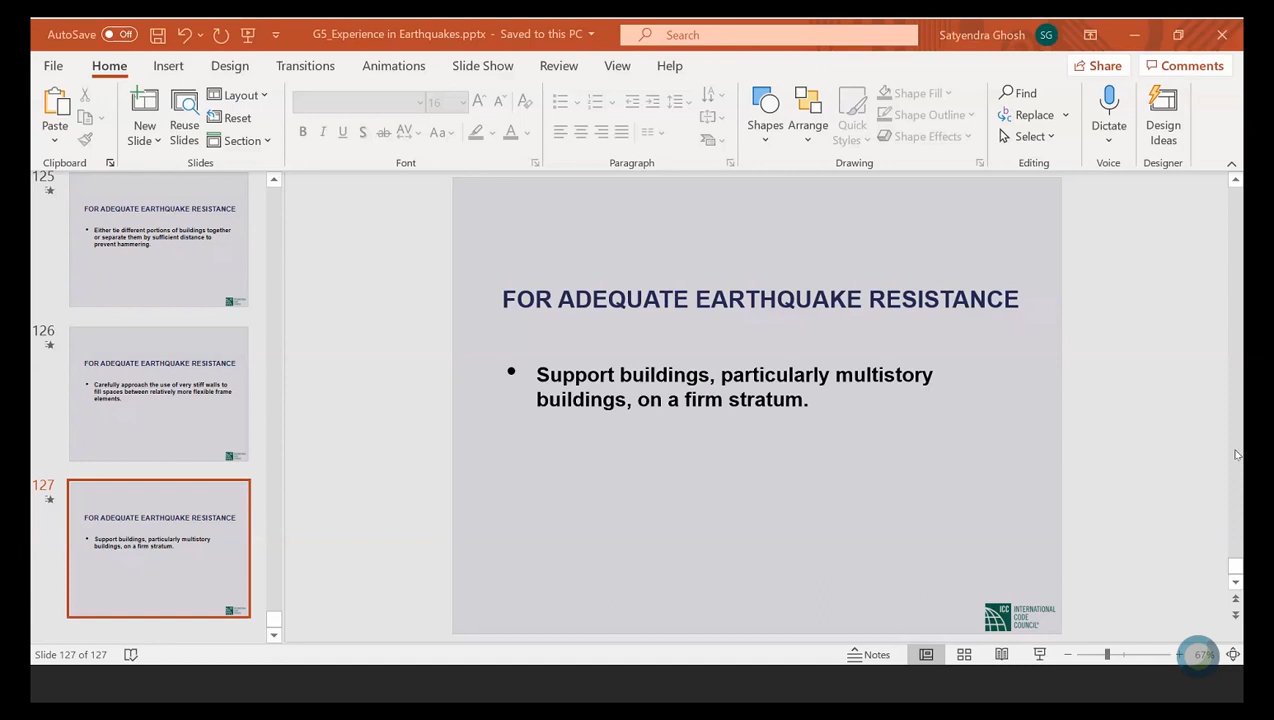 AutoSave Off G5_Experience in Earthquakes.pptx - Saved to this PC Search Satyendra Ghosh SG
File Home Insert Design Transitions Animations Slide Show Review View Help Share Comments
Paste
Clipboard
New
Slide
Reuse
Slides
Layout
Reset
Section
Slides
16
B I U S ab AV Aa A
Font
Paragraph
Shapes
Arrange
Quick
Styles
Shape Fill
Shape Outline
Shape Effects
Drawing
Find
Replace
Select
Editing
Dictate
Voice
Design
Ideas
Designer
125
FOR ADEQUATE EARTHQUAKE RESISTANCE
• Either tie different portions of buildings together
or separate them by sufficient distance to
prevent hammering.
126
FOR ADEQUATE EARTHQUAKE RESISTANCE
• Carefully approach the use of very stiff walls to
fill spaces between relatively more flexible frame
elements.
127
FOR ADEQUATE EARTHQUAKE RESISTANCE
• Support buildings, particularly multistory
buildings, on a firm stratum.
FOR ADEQUATE EARTHQUAKE RESISTANCE
• Support buildings, particularly multistory
buildings, on a firm stratum.
ICC INTERNATIONAL
CODE
COUNCIL
Slide 127 of 127 Notes 67%